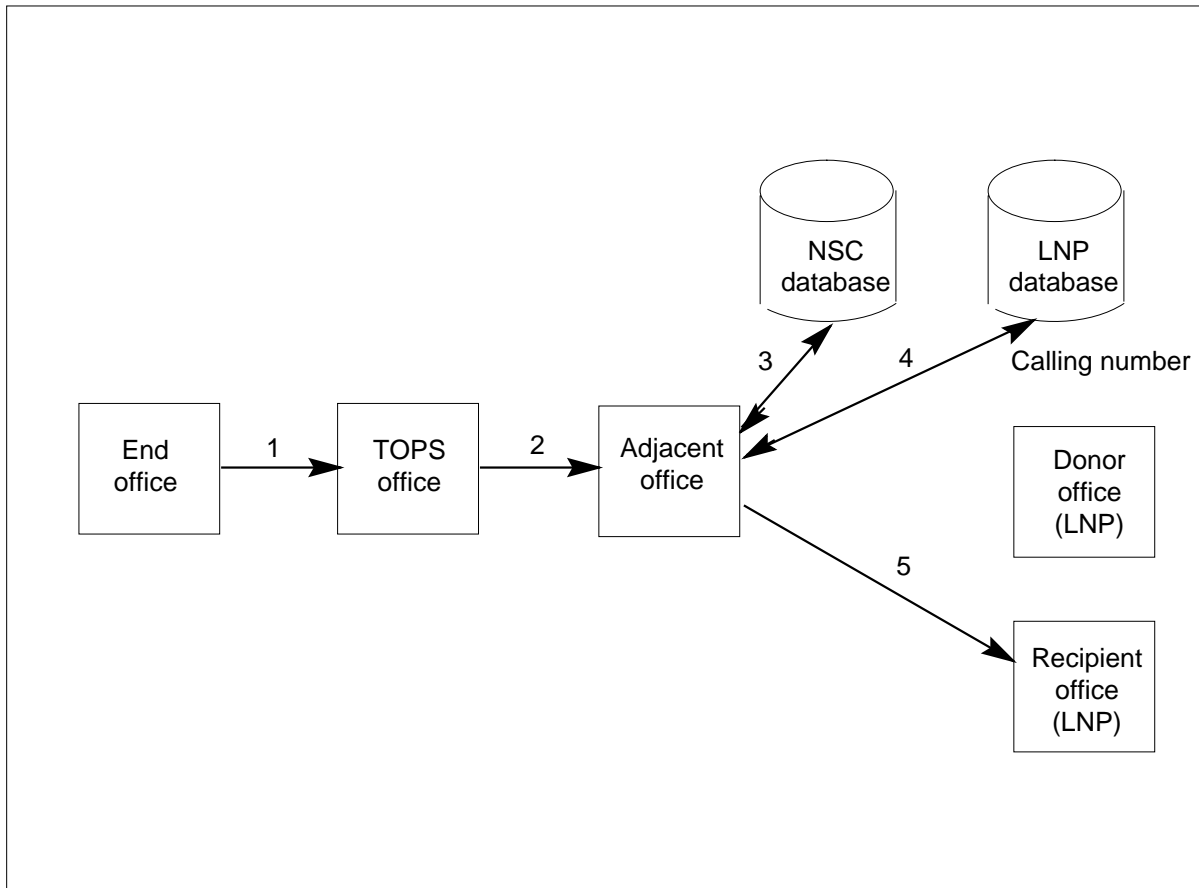 NSC
database
LNP
database
3
4
Calling number
End
office
1
TOPS
office
2
Adjacent
office
Donor
office
(LNP)
5
Recipient
office
(LNP)